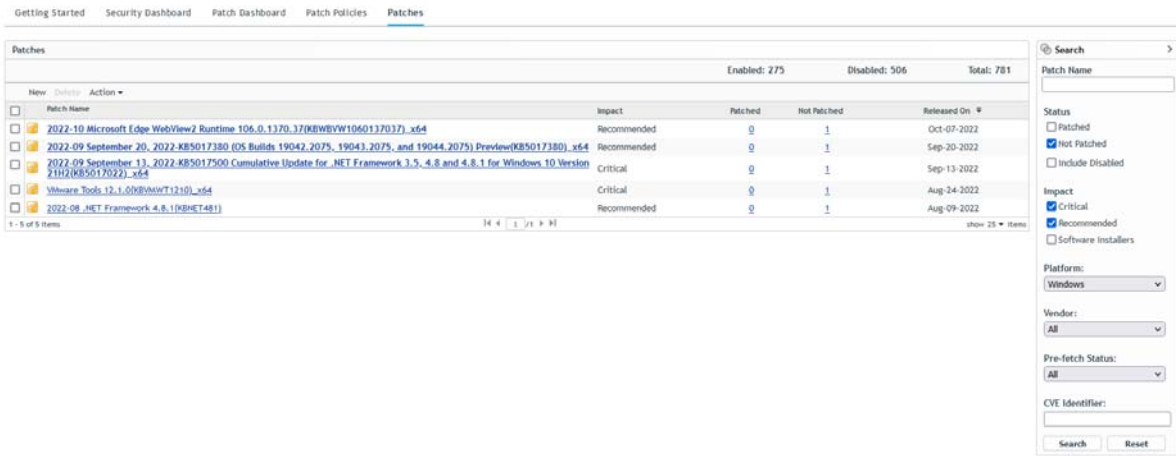 Getting Started Security Dashboard Patch Dashboard Patch Policies Patches
Patches
Enabled: 275 Disabled: 506 Total: 781
New Delete Action
Patch Name Impact Patched Not Patched Released On
2022-10 Microsoft Edge WebView2 Runtime 106.0.1370.37(KBWBVW1060137037)_x64 Recommended 0 1 Oct-07-2022
2022-09 September 20, 2022-KB5017380 (OS Builds 19042.2075, 19043.2075, and 19044.2075) Preview(KB5017380)_x64 Recommended 0 1 Sep-20-2022
2022-09 September 13, 2022-KB5017500 Cumulative Update for .NET Framework 3.5, 4.8 and 4.8.1 for Windows 10 Version
21H2(KB5017022)_x64 Critical 0 1 Sep-13-2022
VMware Tools 12.1.0(KBVMWT1210)_x64 Critical 0 1 Aug-24-2022
2022-08 .NET Framework 4.8.1(KBNET481) Recommended 0 1 Aug-09-2022
1 - 5 of 5 items 1 /1 show 25 items
Search
Patch Name
Status
Patched
Not Patched
Include Disabled
Impact
Critical
Recommended
Software Installers
Platform:
Windows
Vendor:
All
Pre-fetch Status:
All
CVE Identifier:
Search Reset